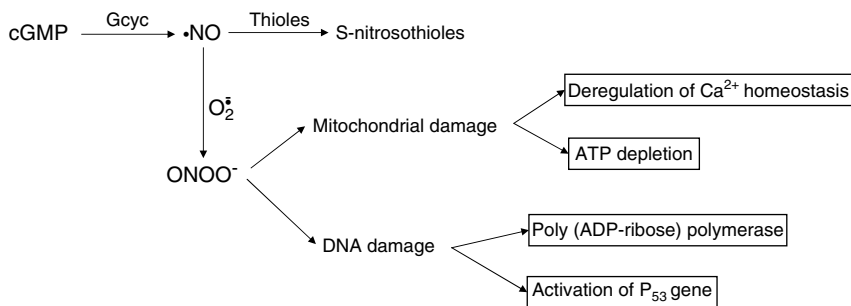 Gcyc
Thioles
cGMP
•NO
S-nitrosothioles
O₂•̄
Deregulation of Ca²⁺ homeostasis
Mitochondrial damage
ATP depletion
ONOO⁻
Poly (ADP-ribose) polymerase
DNA damage
Activation of P₅₃ gene